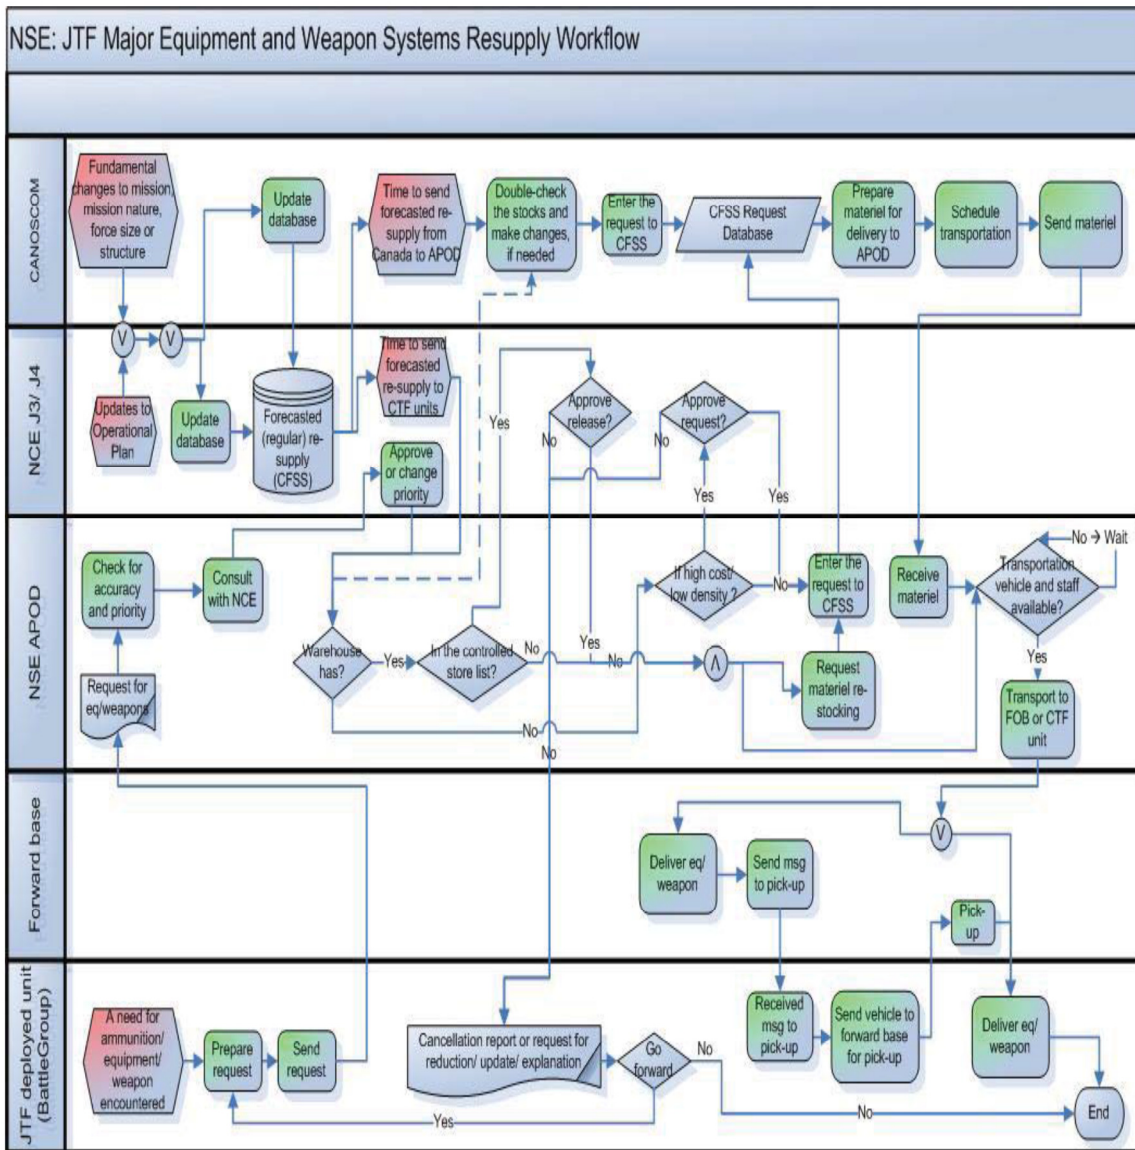 NSE: JTF Major Equipment and Weapon Systems Resupply Workflow
CANOSCOM
Fundamental
changes to mission,
mission nature,
force size or
structure
Update
database
Time to send
forecasted re-
supply from
Canada to APOD
Double-check
the stocks and
make changes,
if needed
Enter the
request to
CFSS
CFSS Request
Database
Prepare
materiel for
delivery to
APOD
Schedule
transportation
Send materiel
NCE J3/ J4
V
V
Updates to
Operational
Plan
Update
database
Forecasted
(regular) re-
supply
(CFSS)
Time to send
forecasted
re-supply to
CTF units
Approve
or change
priority
Yes
Approve
release?
No
Approve
request?
No
Yes
Yes
NSE APOD
Check for
accuracy
and priority
Consult
with NCE
Request for
eq/weapons
Warehouse
has?
Yes
In the controlled
store list?
No
Yes
No
If high cost/
low density ?
No
Enter the
request to
CFSS
Λ
Request
materiel re-
stocking
No
No
No
Receive
materiel
No → Wait
Transportation
vehicle and staff
available?
Yes
Transport to
FOB or CTF
unit
Forward base
V
Deliver eq/
weapon
Send msg
to pick-up
Pick-
up
JTF deployed unit
(BattleGroup)
A need for
ammunition/
equipment/
weapon
encountered
Prepare
request
Send
request
Cancellation report or request for
reduction/ update/ explanation
Go
forward
No
Yes
Received
msg to
pick-up
Send vehicle to
forward base
for pick-up
Deliver eq/
weapon
No
End